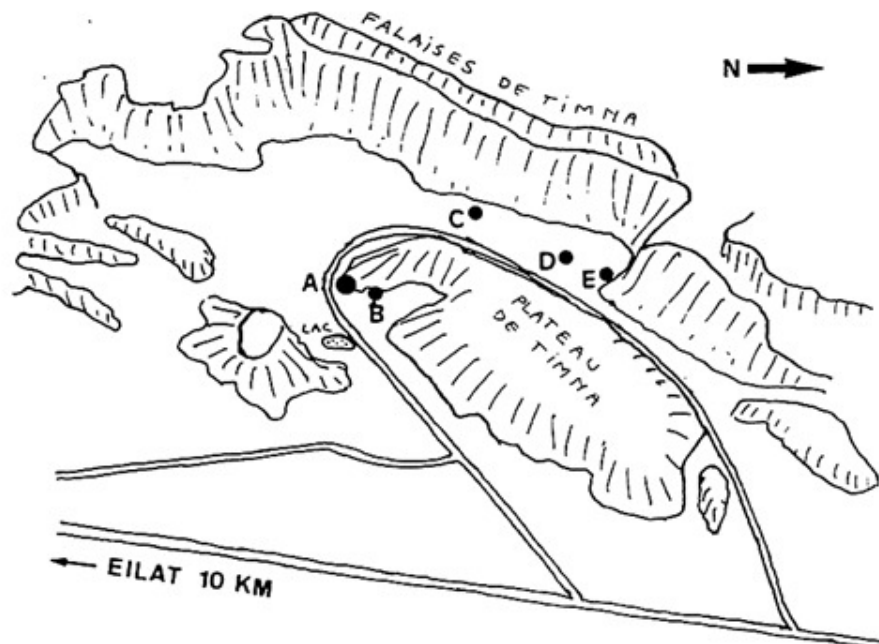 FALAISES DE TIMNA
N
C
D
E
A
B
LAC
PLATEAU
DE TIMNA
EILAT 10 KM